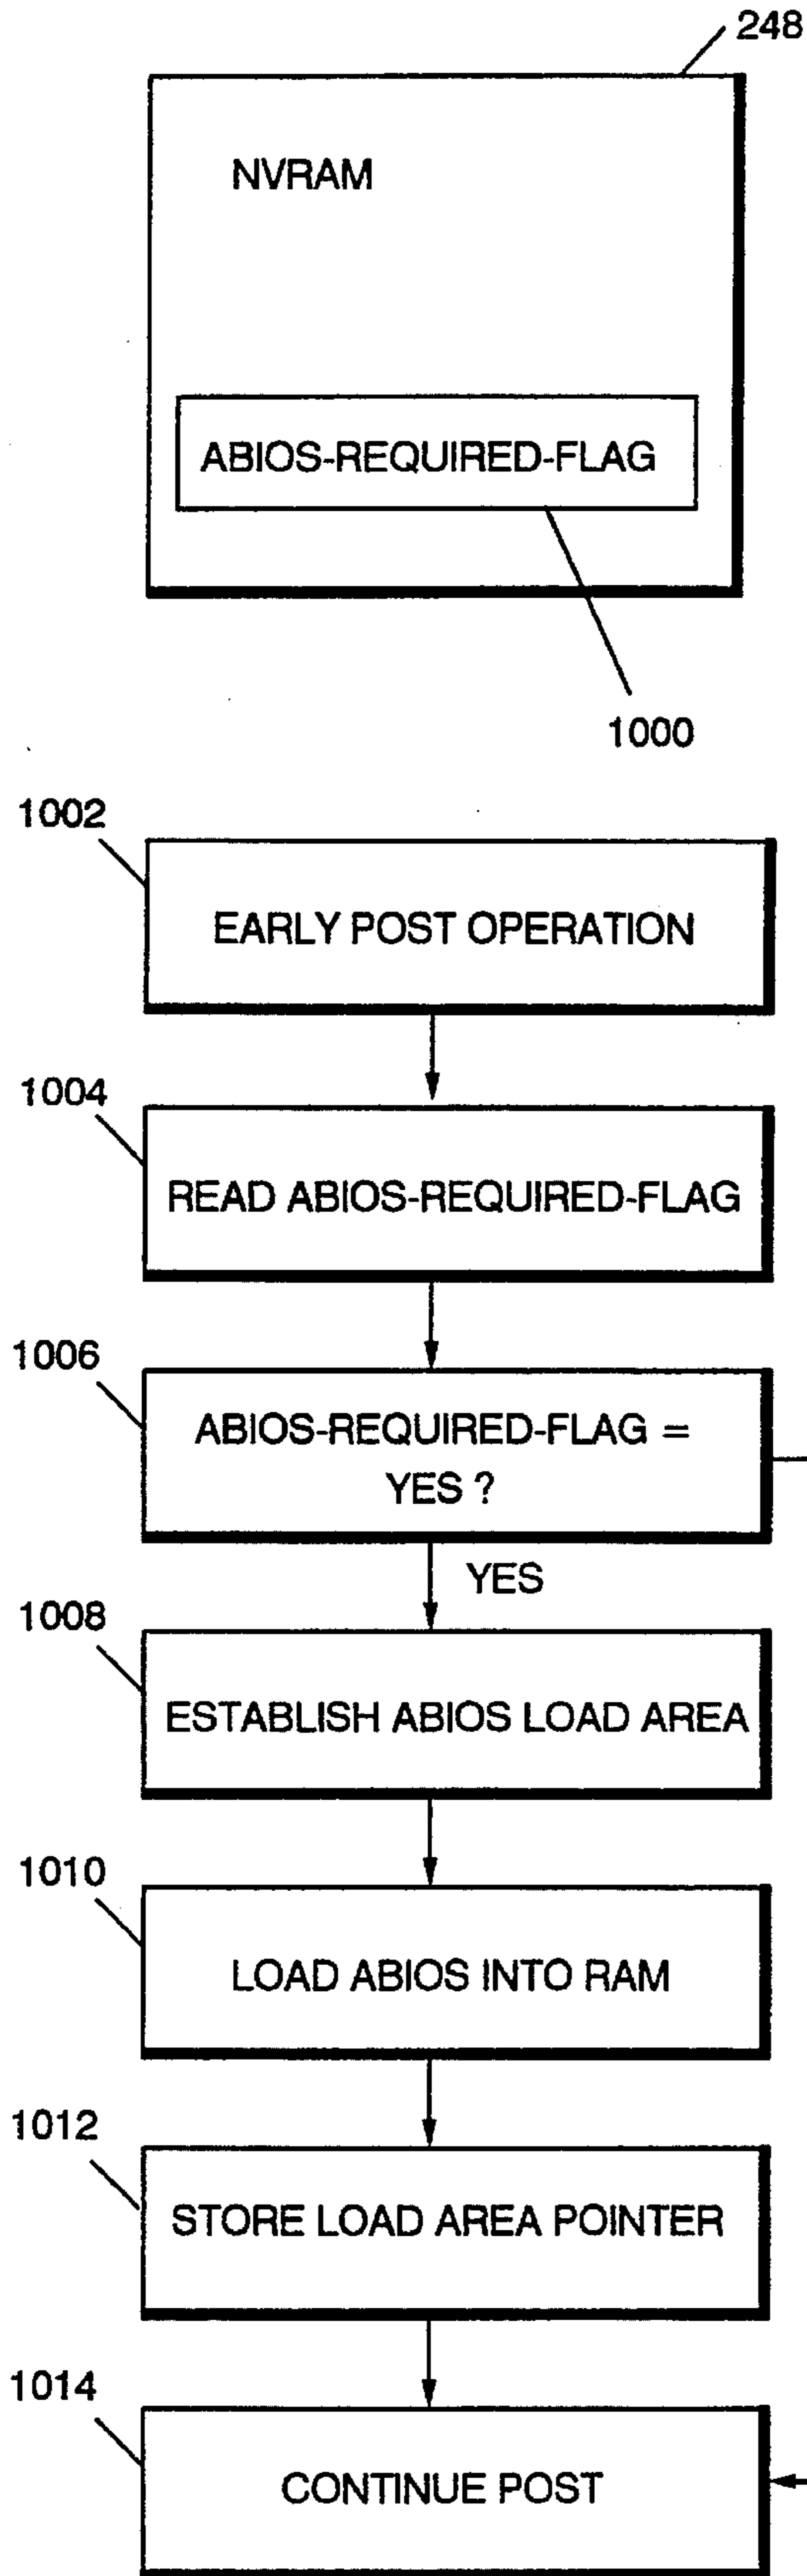 248
NVRAM
ABIOS-REQUIRED-FLAG
1000
1002
EARLY POST OPERATION
1004
READ ABIOS-REQUIRED-FLAG
1006
ABIOS-REQUIRED-FLAG =
YES ?
YES
1008
ESTABLISH ABIOS LOAD AREA
1010
LOAD ABIOS INTO RAM
1012
STORE LOAD AREA POINTER
1014
CONTINUE POST